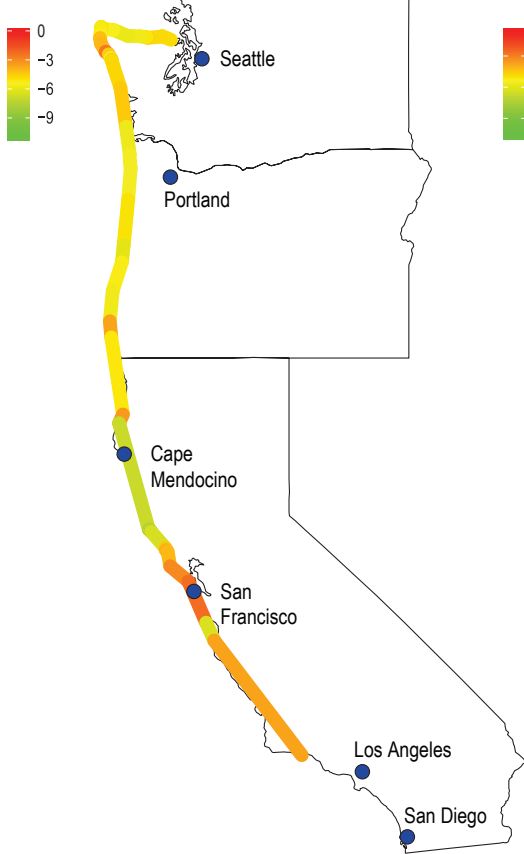 0
−3
−6
−9
Seattle
Portland
Cape
Mendocino
San
Francisco
Los Angeles
San Diego